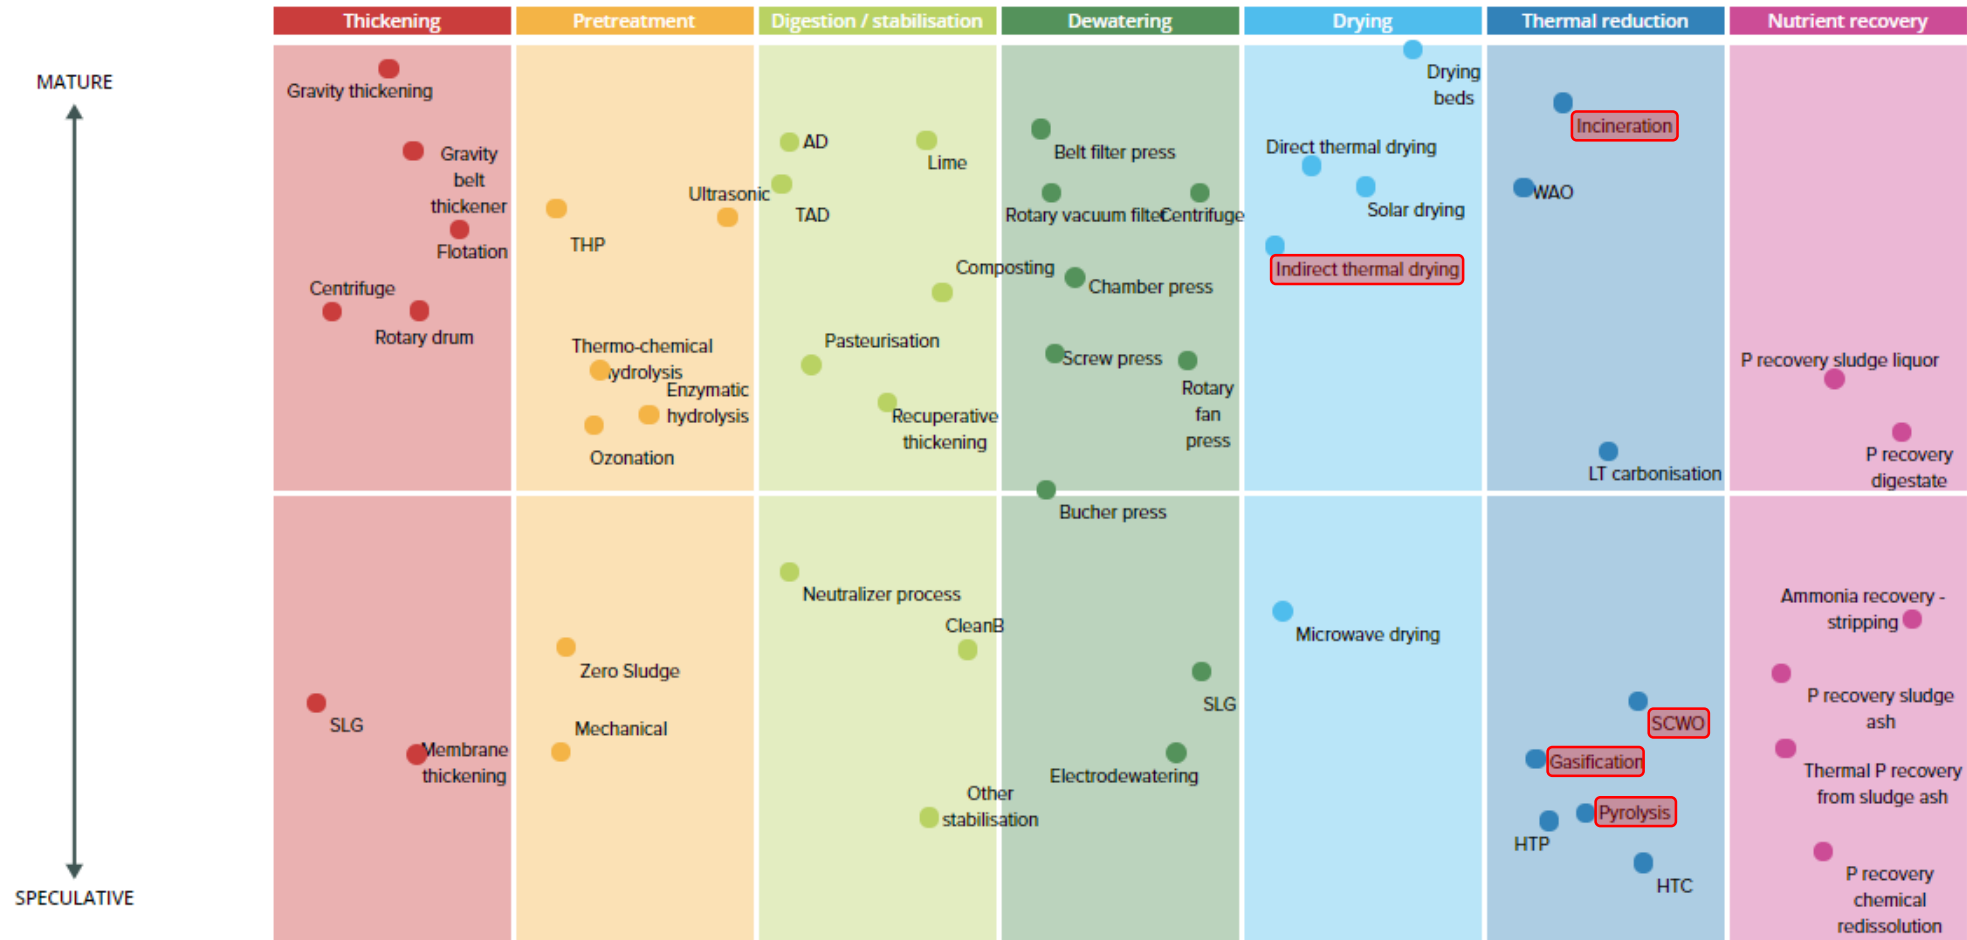 Thickening
Pretreatment
Digestion / stabilisation
Dewatering
Drying
Thermal reduction
Nutrient recovery
MATURE
SPECULATIVE
Gravity thickening
Gravity
belt
thickener
Flotation
Centrifuge
Rotary drum
SLG
Membrane
thickening
Ultrasonic
THP
Thermo-chemical
hydrolysis
Enzymatic
hydrolysis
Ozonation
Zero Sludge
Mechanical
AD
Lime
TAD
Composting
Pasteurisation
Recuperative
thickening
Neutralizer process
CleanB
Other
stabilisation
Belt filter press
Rotary vacuum filter
Centrifuge
Chamber press
Screw press
Rotary
fan
press
Bucher press
SLG
Electrodewatering
Drying
beds
Direct thermal drying
Solar drying
Indirect thermal drying
Microwave drying
Incineration
WAO
LT carbonisation
SCWO
Gasification
Pyrolysis
HTP
HTC
P recovery sludge liquor
P recovery
digestate
Ammonia recovery -
stripping
P recovery sludge
ash
Thermal P recovery
from sludge ash
P recovery
chemical
redissolution